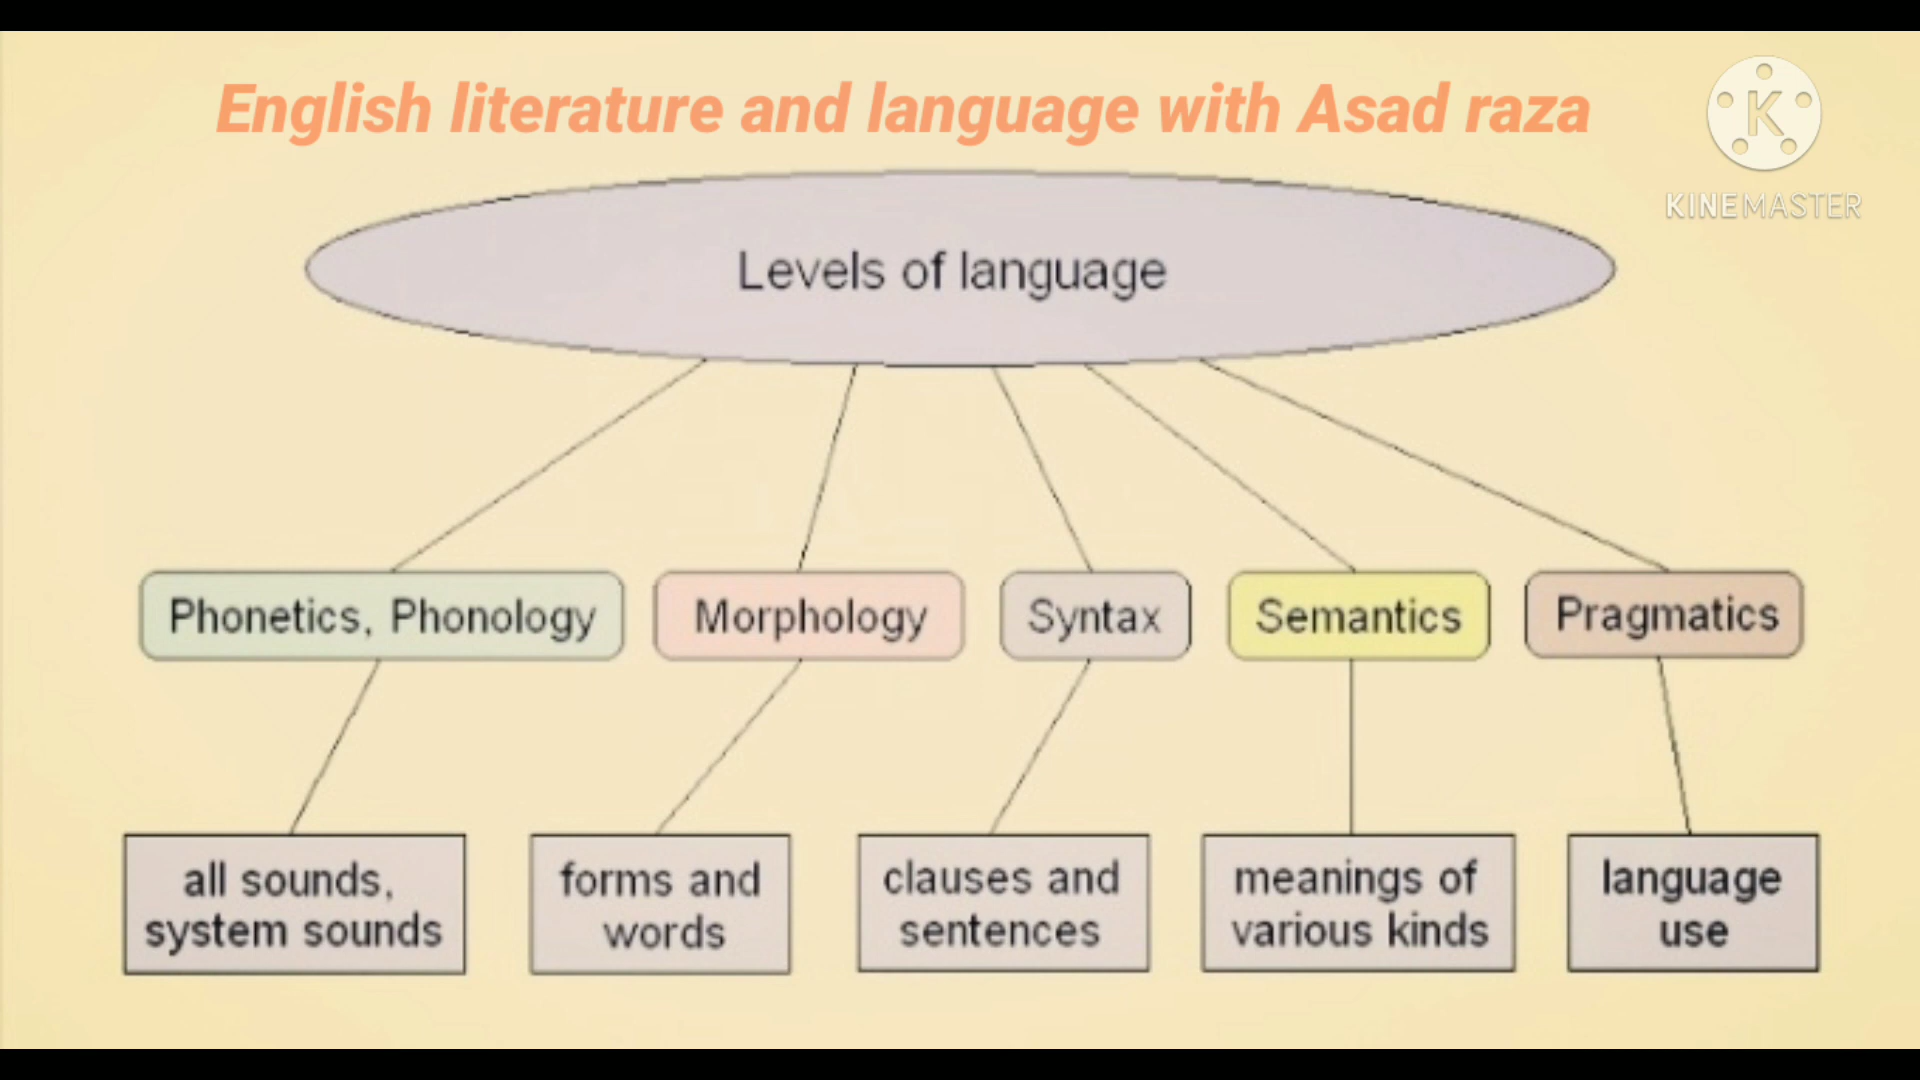 English literature and language with Asad raza
K
KINEMASTER
Levels of language
Phonetics, Phonology
Morphology
Syntax
Semantics
Pragmatics
all sounds,
system sounds
forms and
words
clauses and
sentences
meanings of
various kinds
language
use